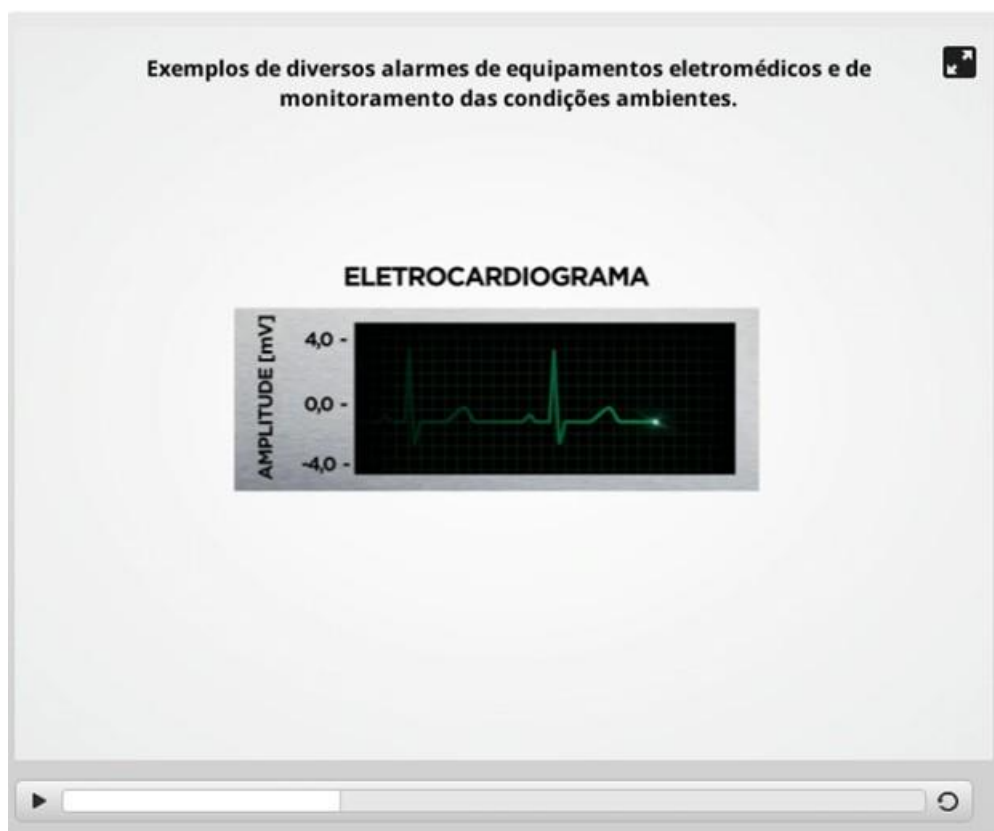 Exemplos de diversos alarmes de equipamentos eletromédicos e de
monitoramento das condições ambientes.
ELETROCARDIOGRAMA
AMPLITUDE [mV]
4,0 -
0,0 -
-4,0 -